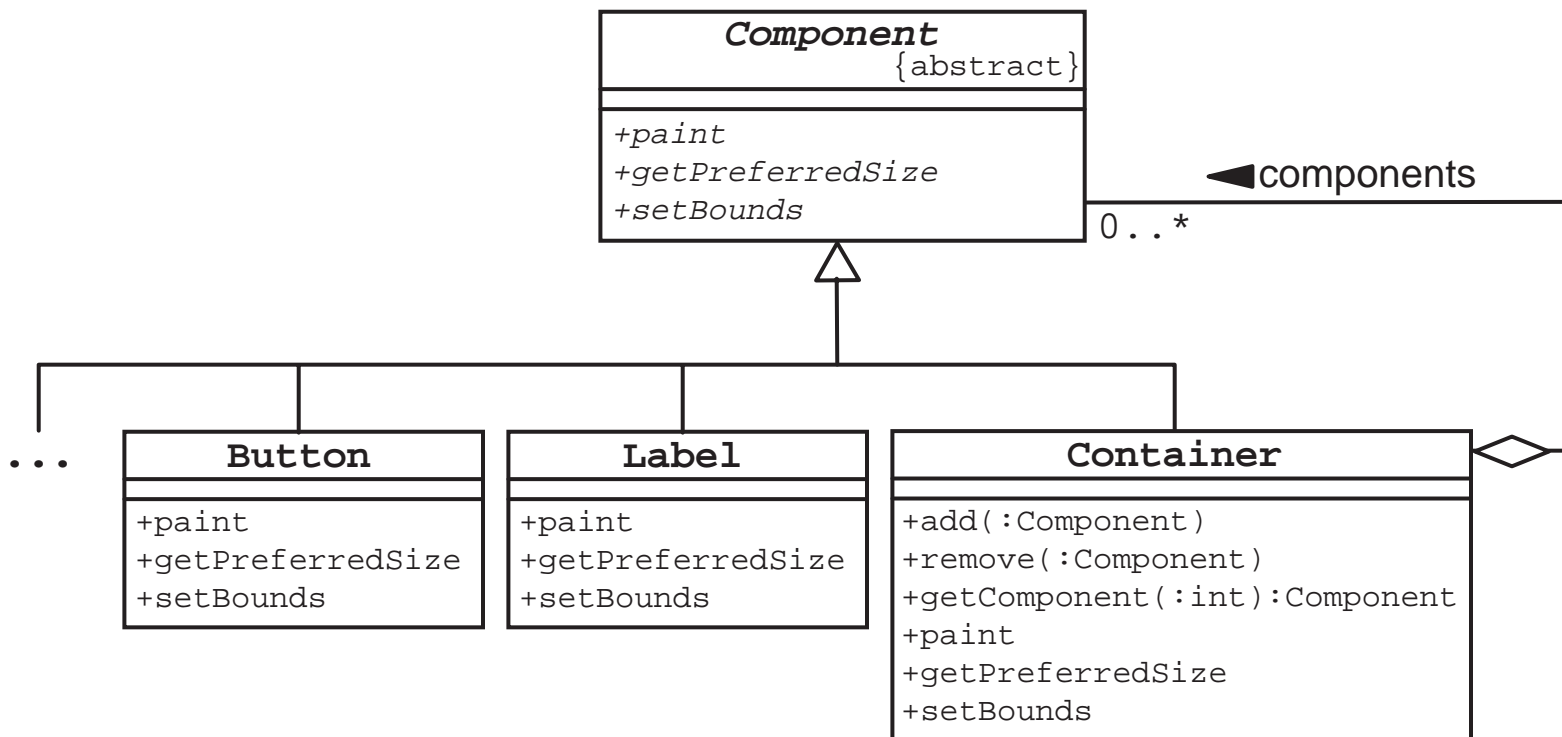 Component
{abstract}
+paint
+getPreferredSize
+setBounds
components
0..*
...
Button
+paint
+getPreferredSize
+setBounds
Label
+paint
+getPreferredSize
+setBounds
Container
+add(:Component)
+remove(:Component)
+getComponent(:int):Component
+paint
+getPreferredSize
+setBounds